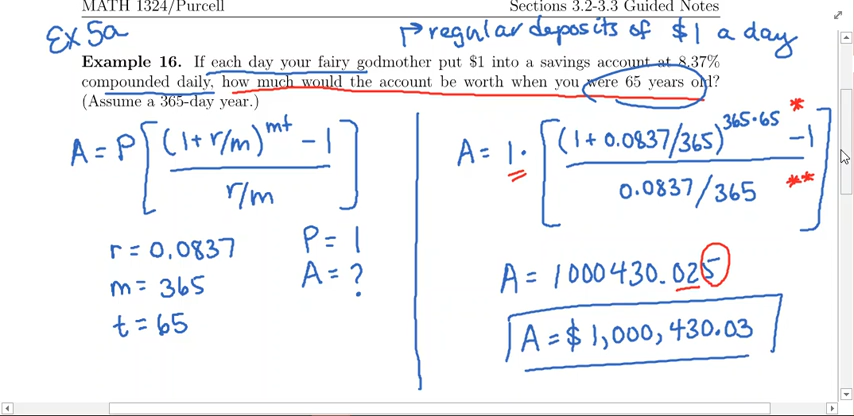 MATH 1324/Purcell Sections 3.2-3.3 Guided Notes
Ex 5a
regular deposits of $1 a day
Example 16. If each day your fairy godmother put $1 into a savings account at 8.37%
compounded daily, how much would the account be worth when you were 65 years old?
(Assume a 365-day year.)
A = P[((1+r/m)^mt - 1)/(r/m)]
r = 0.0837
m = 365
t = 65
P = 1
A = ?
A = 1·[((1+0.0837/365)^365·65 - 1)/(0.0837/365)]
*
**
A = 1000430.025
A = $1,000,430.03